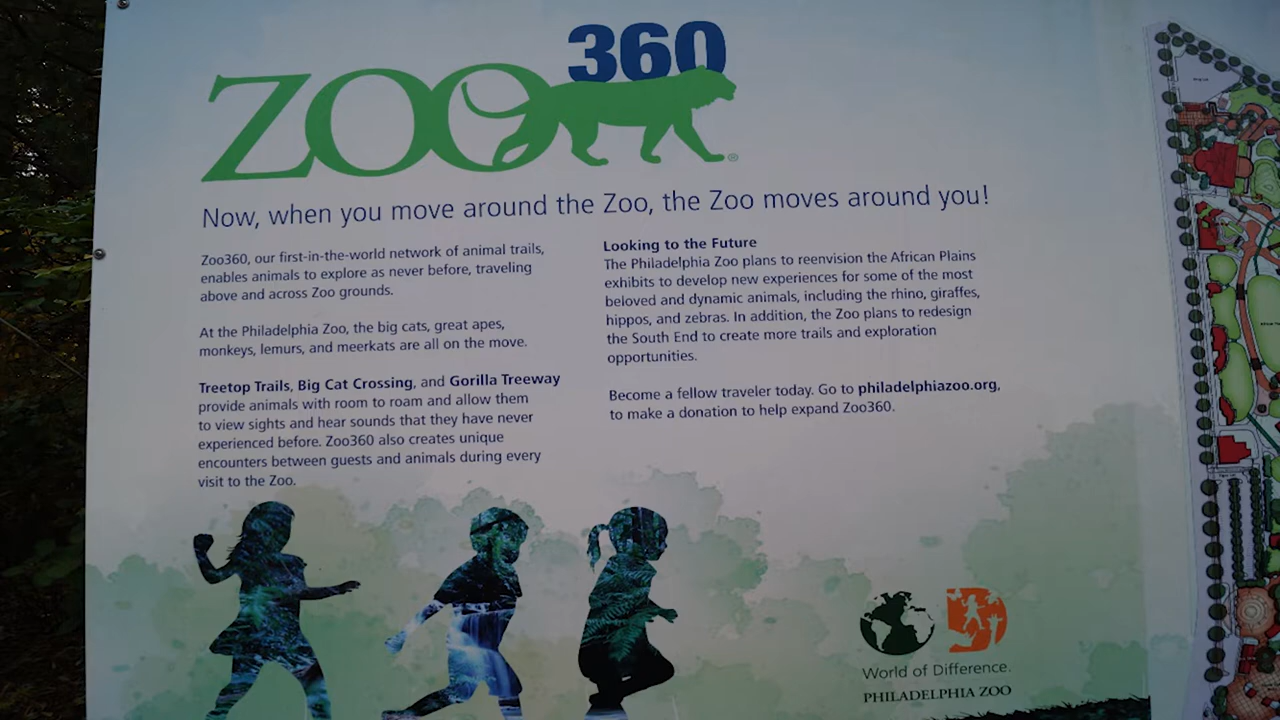 360
ZOO
®
Now, when you move around the Zoo, the Zoo moves around you!
Zoo360, our first-in-the-world network of animal trails,
enables animals to explore as never before, traveling
above and across Zoo grounds.
At the Philadelphia Zoo, the big cats, great apes,
monkeys, lemurs, and meerkats are all on the move.
Treetop Trails, Big Cat Crossing, and Gorilla Treeway
provide animals with room to roam and allow them
to view sights and hear sounds that they have never
experienced before. Zoo360 also creates unique
encounters between guests and animals during every
visit to the Zoo.
Looking to the Future
The Philadelphia Zoo plans to reenvision the African Plains
exhibits to develop new experiences for some of the most
beloved and dynamic animals, including the rhino, giraffes,
hippos, and zebras. In addition, the Zoo plans to redesign
the South End to create more trails and exploration
opportunities.
Become a fellow traveler today. Go to philadelphiazoo.org,
to make a donation to help expand Zoo360.
World of Difference.
PHILADELPHIA ZOO